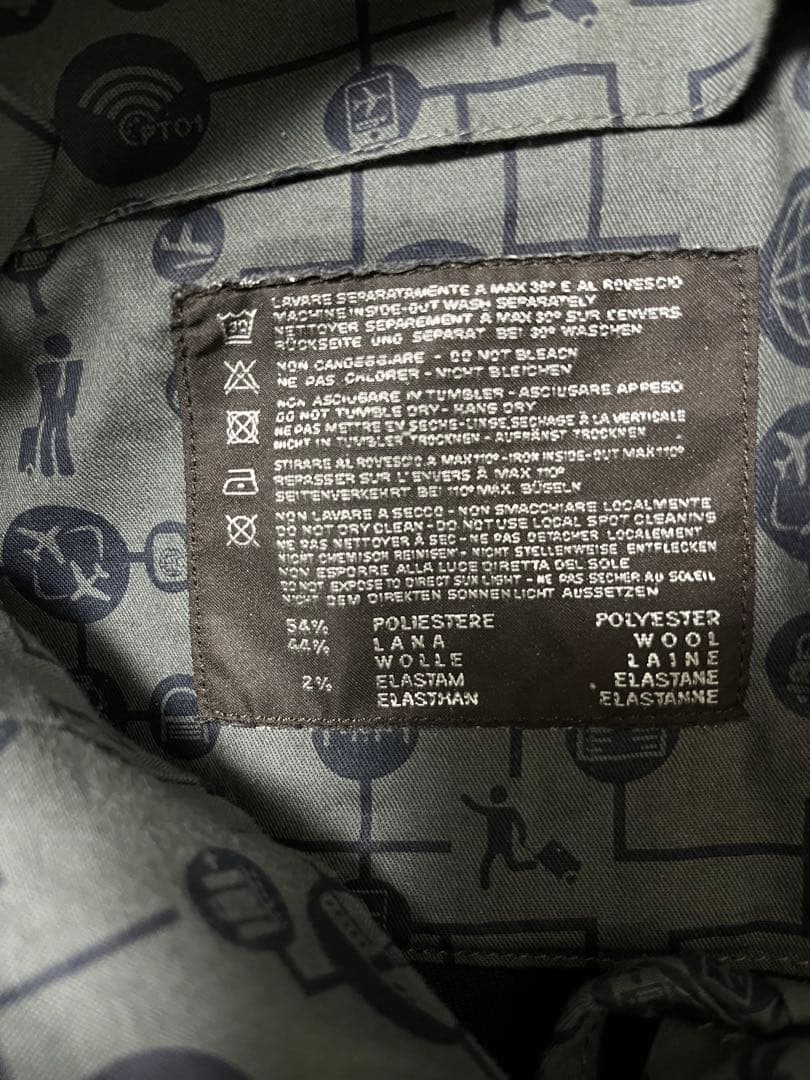 PT01
30
LAVARE SEPARATAMENTE A MAX 30° E AL ROVESCIO
MACHINE INSIDE-OUT WASH SEPARATELY
NETTOYER SEPAREMENT A MAX 30° SUR L'ENVERS
RÜCKSEITE UND SEPARAT BEI 30° WASCHEN
NON CANDEGGIARE - DO NOT BLEACH
NE PAS CHLORER - NICHT BLEICHEN
NON ASCIUGARE IN TUMBLER - ASCIUGARE APPESO
DO NOT TUMBLE DRY - HANG DRY
NE PAS METTRE EV SECHE-LINGE, SECHAGE À LA VERTICALE
NICHT IN TUMBLER TROCKNEN - AUFHÄNST TROCKNEN
STIRARE AL ROVESCIO A MAX 110° - IRON INSIDE-OUT MAX 110°
REPASSER SUR L'ENVERS À MAX 110°
SEITENVERKEHRT BEI 110° MAX. BÜGELN
NON LAVARE A SECCO - NON SMACCHIARE LOCALMENTE
DO NOT DRY CLEAN - DO NOT USE LOCAL SPOT CLEANING
NE PAS NETTOYER À SEC - NE PAS DETACHER LOCALEMENT
NICHT CHEMISCH REINIGEN - NICHT STELLENWEISE ENTFLECKEN
NON ESPORRE ALLA LUCE DIRETTA DEL SOLE
DO NOT EXPOSE TO DIRECT SUN LIGHT - NE PAS SECHER AU SOLEIL
NICHT DEM DIREKTEN SONNENLICHT AUSSETZEN
54% POLIESTERE POLYESTER
44% LANA WOOL
WOLLE LAINE
2% ELASTAM ELASTANE
ELASTHAN ELASTANNE